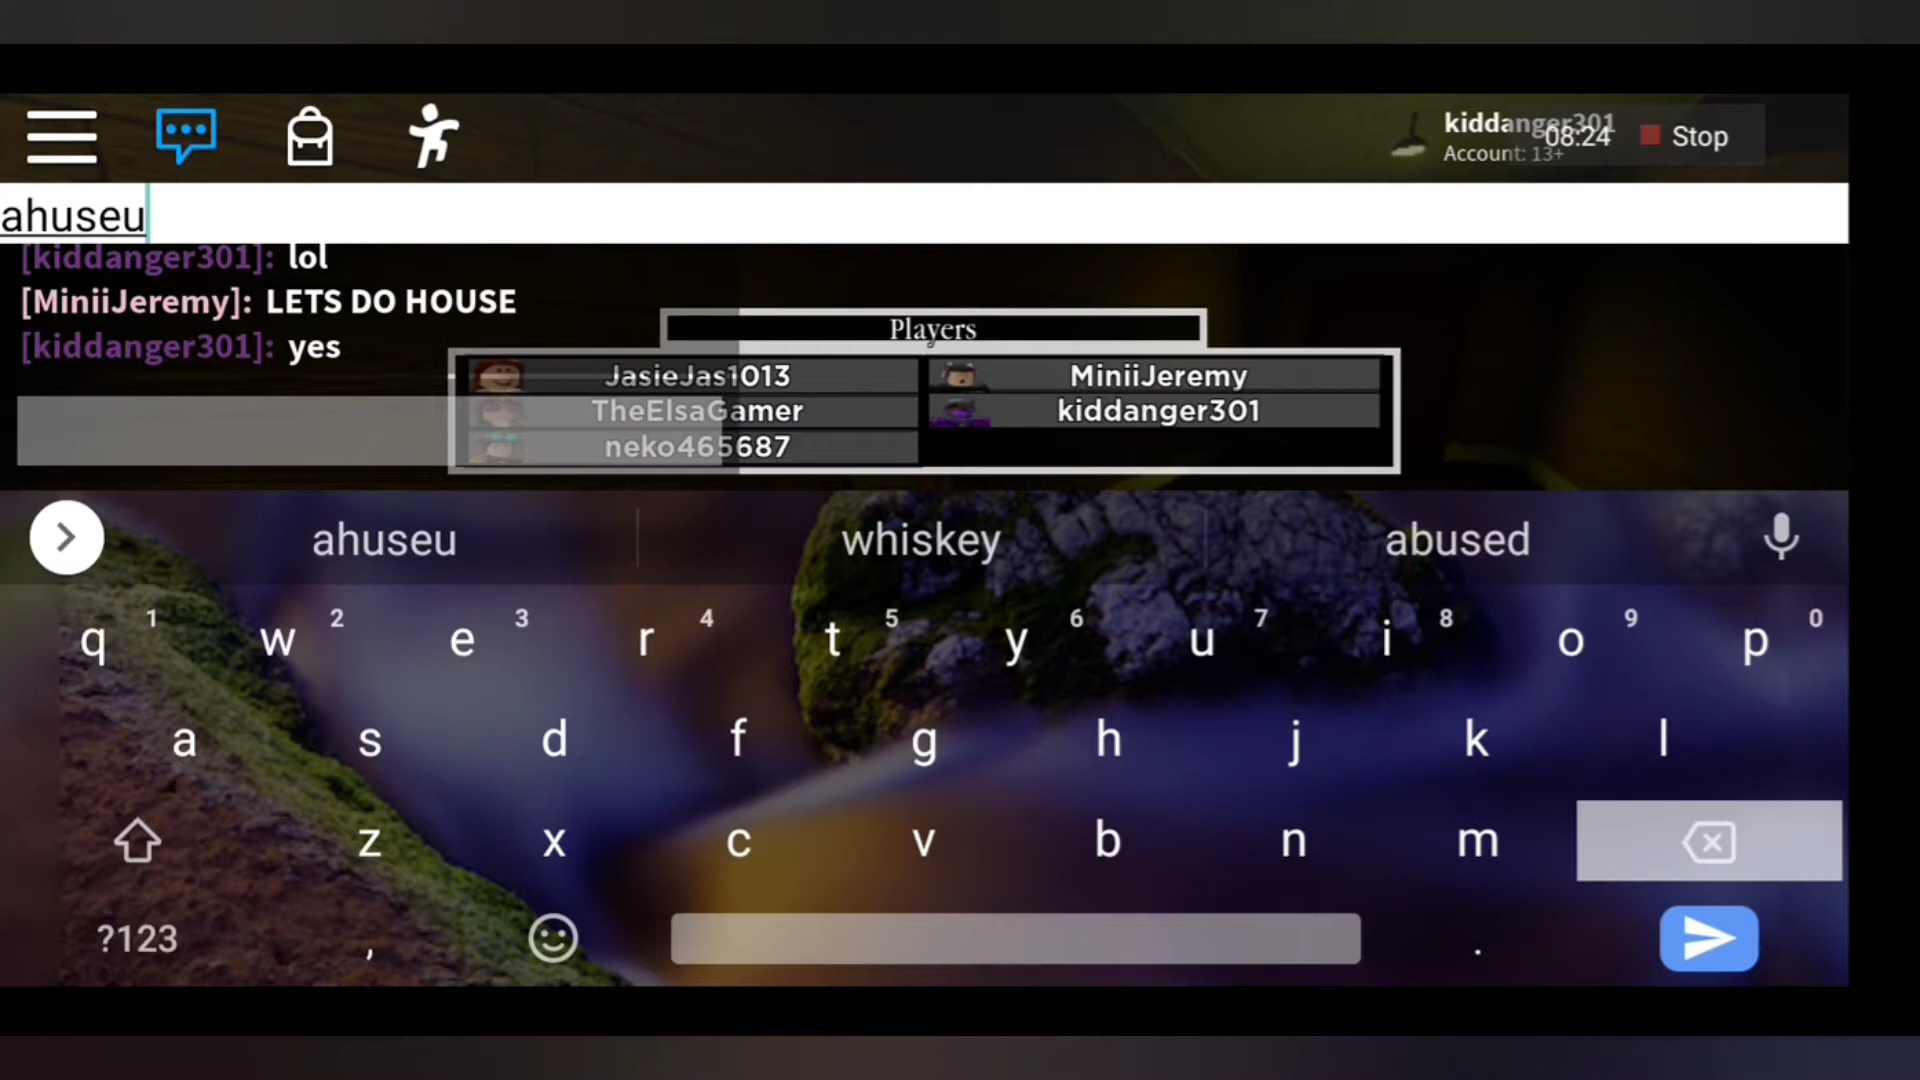 kiddanger301
Account: 13+
08:24
Stop
ahuseu
[kiddanger301]: lol
[MiniiJeremy]: LETS DO HOUSE
[kiddanger301]: yes
Players
JasieJas1013 MiniiJeremy
TheElsaGamer kiddanger301
neko465687
ahuseu whiskey abused
q 1 w 2 e 3 r 4 t 5 y 6 u 7 i 8 o 9 p 0
a s d f g h j k l
z x c v b n m
?123 , .